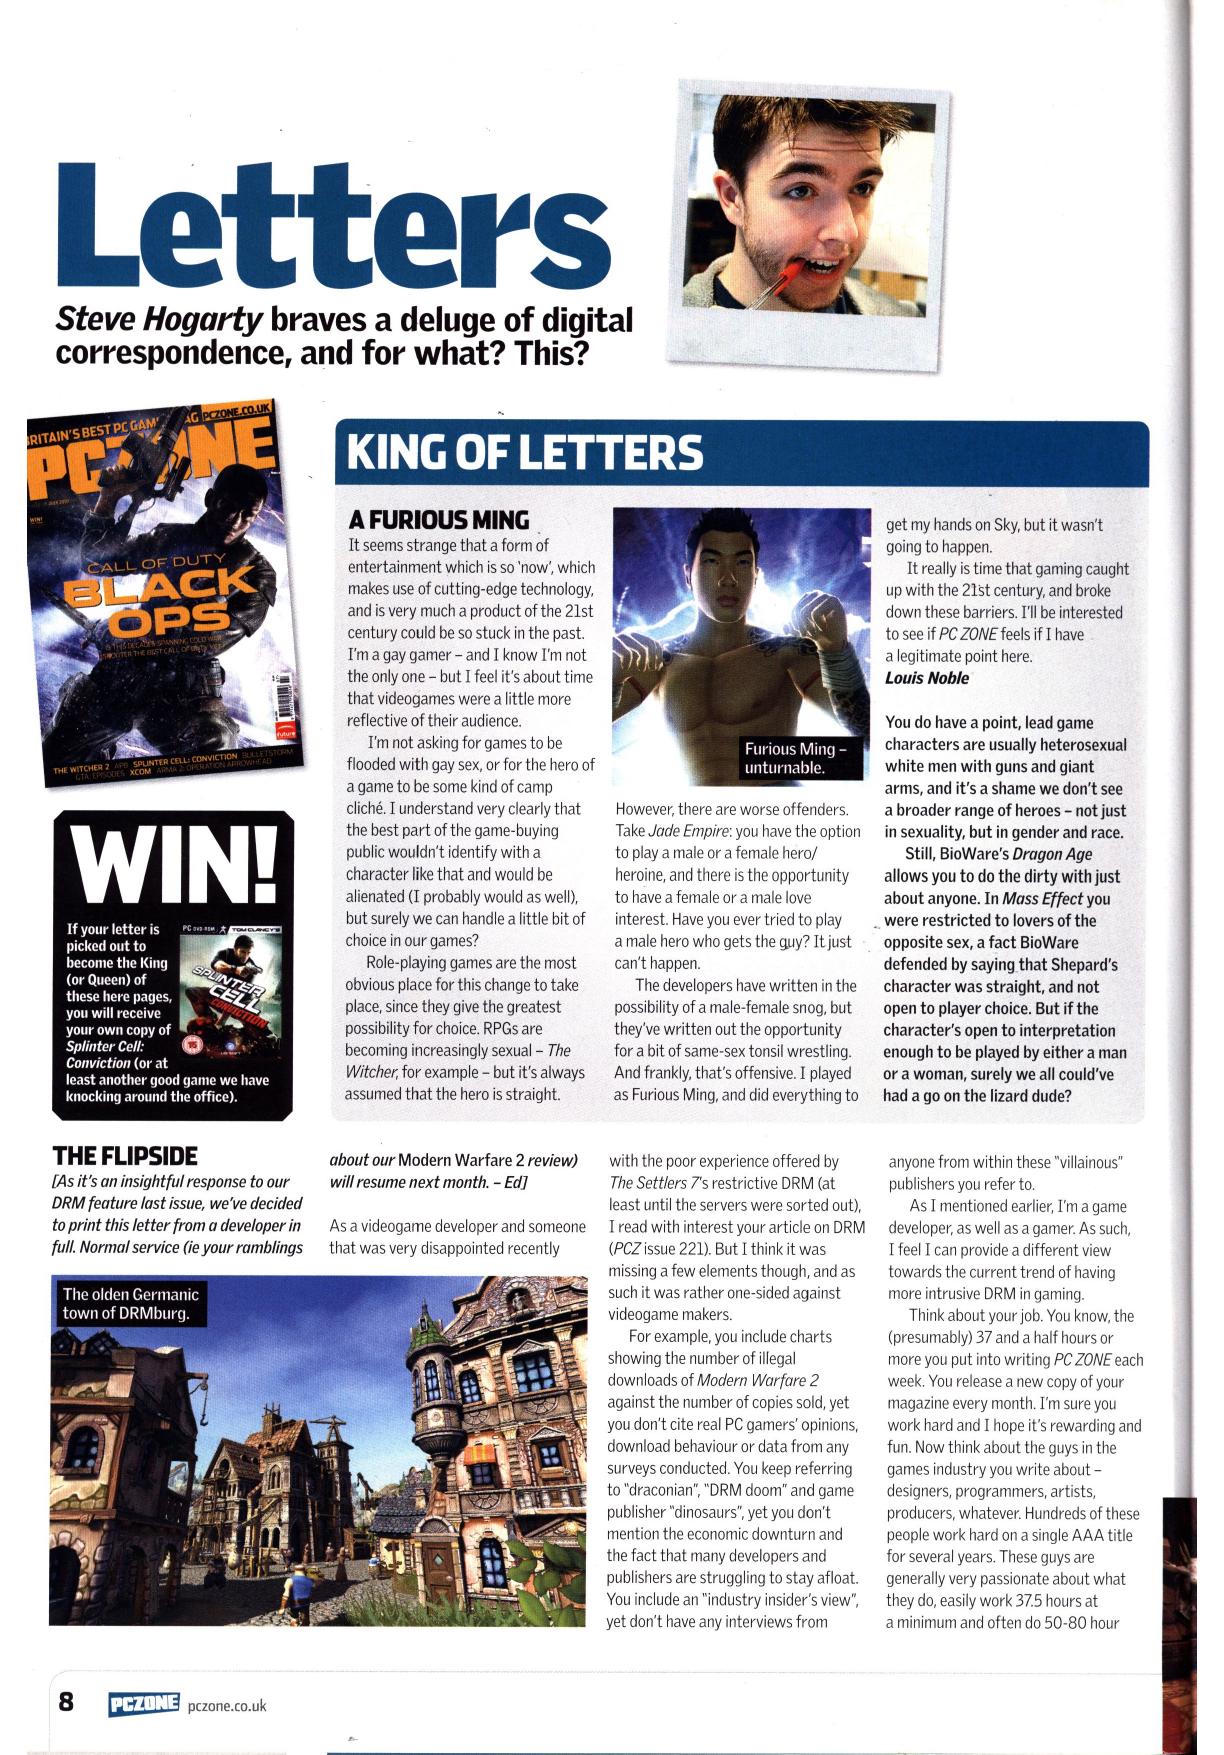 Letters
Steve Hogarty braves a deluge of digital
correspondence, and for what? This?
BRITAIN'S BEST PC GAM
AG PCZONE.CO.UK
PCZONE
WIN!
CALL OF DUTY
BLACK
OPS
THE WITCHER 2 APB SPLINTER CELL: CONVICTION BULLETSTORM
GTA: EPISODES XCOM ARMA 2: OPERATION ARROWHEAD
future
WIN!
If your letter is
picked out to
become the King
(or Queen) of
these here pages,
you will receive
your own copy of
Splinter Cell:
Conviction (or at
least another good game we have
knocking around the office).
PC DVD-ROM
TOM CLANCY'S
SPLINTER
CELL
CONVICTION
15
KING OF LETTERS
A FURIOUS MING
It seems strange that a form of
entertainment which is so 'now', which
makes use of cutting-edge technology,
and is very much a product of the 21st
century could be so stuck in the past.
I'm a gay gamer – and I know I'm not
the only one – but I feel it's about time
that videogames were a little more
reflective of their audience.
I'm not asking for games to be
flooded with gay sex, or for the hero of
a game to be some kind of camp
cliché. I understand very clearly that
the best part of the game-buying
public wouldn't identify with a
character like that and would be
alienated (I probably would as well),
but surely we can handle a little bit of
choice in our games?
Role-playing games are the most
obvious place for this change to take
place, since they give the greatest
possibility for choice. RPGs are
becoming increasingly sexual – The
Witcher, for example – but it's always
assumed that the hero is straight.
Furious Ming –
unturnable.
However, there are worse offenders.
Take Jade Empire: you have the option
to play a male or a female hero/
heroine, and there is the opportunity
to have a female or a male love
interest. Have you ever tried to play
a male hero who gets the guy? It just
can't happen.
The developers have written in the
possibility of a male-female snog, but
they've written out the opportunity
for a bit of same-sex tonsil wrestling.
And frankly, that's offensive. I played
as Furious Ming, and did everything to
get my hands on Sky, but it wasn't
going to happen.
It really is time that gaming caught
up with the 21st century, and broke
down these barriers. I'll be interested
to see if PC ZONE feels if I have
a legitimate point here.
Louis Noble
You do have a point, lead game
characters are usually heterosexual
white men with guns and giant
arms, and it's a shame we don't see
a broader range of heroes – not just
in sexuality, but in gender and race.
Still, BioWare's Dragon Age
allows you to do the dirty with just
about anyone. In Mass Effect you
were restricted to lovers of the
opposite sex, a fact BioWare
defended by saying that Shepard's
character was straight, and not
open to player choice. But if the
character's open to interpretation
enough to be played by either a man
or a woman, surely we all could've
had a go on the lizard dude?
THE FLIPSIDE
[As it's an insightful response to our
DRM feature last issue, we've decided
to print this letter from a developer in
full. Normal service (ie your ramblings
about our Modern Warfare 2 review)
will resume next month. – Ed]
As a videogame developer and someone
that was very disappointed recently
The olden Germanic
town of DRMburg.
with the poor experience offered by
The Settlers 7's restrictive DRM (at
least until the servers were sorted out),
I read with interest your article on DRM
(PCZ issue 221). But I think it was
missing a few elements though, and as
such it was rather one-sided against
videogame makers.
For example, you include charts
showing the number of illegal
downloads of Modern Warfare 2
against the number of copies sold, yet
you don't cite real PC gamers' opinions,
download behaviour or data from any
surveys conducted. You keep referring
to "draconian", "DRM doom" and game
publisher "dinosaurs", yet you don't
mention the economic downturn and
the fact that many developers and
publishers are struggling to stay afloat.
You include an "industry insider's view",
yet don't have any interviews from
anyone from within these "villainous"
publishers you refer to.
As I mentioned earlier, I'm a game
developer, as well as a gamer. As such,
I feel I can provide a different view
towards the current trend of having
more intrusive DRM in gaming.
Think about your job. You know, the
(presumably) 37 and a half hours or
more you put into writing PC ZONE each
week. You release a new copy of your
magazine every month. I'm sure you
work hard and I hope it's rewarding and
fun. Now think about the guys in the
games industry you write about –
designers, programmers, artists,
producers, whatever. Hundreds of these
people work hard on a single AAA title
for several years. These guys are
generally very passionate about what
they do, easily work 37.5 hours at
a minimum and often do 50-80 hour
8
PCZONE
pczone.co.uk